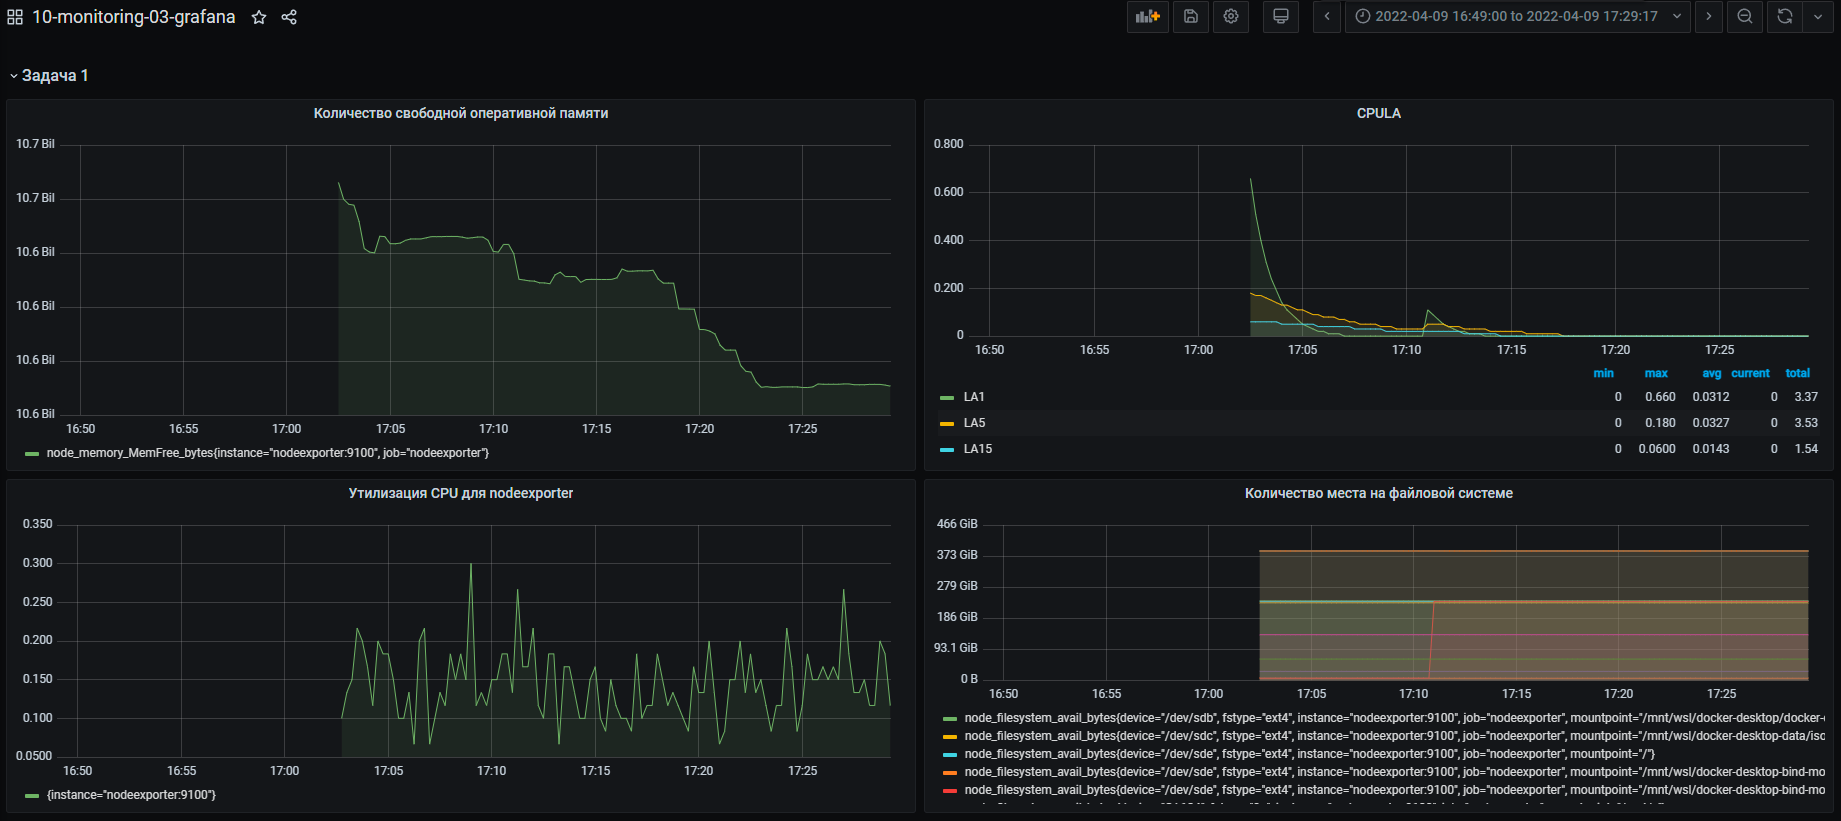 10-monitoring-03-grafana
2022-04-09 16:49:00 to 2022-04-09 17:29:17
Задача 1
Количество свободной оперативной памяти
10.7 Bil
10.7 Bil
10.6 Bil
10.6 Bil
10.6 Bil
10.6 Bil
16:50 16:55 17:00 17:05 17:10 17:15 17:20 17:25
node_memory_MemFree_bytes{instance="nodeexporter:9100", job="nodeexporter"}
CPULA
0.800
0.600
0.400
0.200
0
16:50 16:55 17:00 17:05 17:10 17:15 17:20 17:25
min max avg current total
LA1 0 0.660 0.0312 0 3.37
LA5 0 0.180 0.0327 0 3.53
LA15 0 0.0600 0.0143 0 1.54
Утилизация CPU для nodeexporter
0.350
0.300
0.250
0.200
0.150
0.100
0.0500
16:50 16:55 17:00 17:05 17:10 17:15 17:20 17:25
{instance="nodeexporter:9100"}
Количество места на файловой системе
466 GiB
373 GiB
279 GiB
186 GiB
93.1 GiB
0 B
16:50 16:55 17:00 17:05 17:10 17:15 17:20 17:25
node_filesystem_avail_bytes{device="/dev/sdb", fstype="ext4", instance="nodeexporter:9100", job="nodeexporter", mountpoint="/mnt/wsl/docker-desktop/docker-
node_filesystem_avail_bytes{device="/dev/sdc", fstype="ext4", instance="nodeexporter:9100", job="nodeexporter", mountpoint="/mnt/wsl/docker-desktop-data/iso
node_filesystem_avail_bytes{device="/dev/sde", fstype="ext4", instance="nodeexporter:9100", job="nodeexporter", mountpoint="/"}
node_filesystem_avail_bytes{device="/dev/sde", fstype="ext4", instance="nodeexporter:9100", job="nodeexporter", mountpoint="/mnt/wsl/docker-desktop-bind-mo
node_filesystem_avail_bytes{device="/dev/sde", fstype="ext4", instance="nodeexporter:9100", job="nodeexporter", mountpoint="/mnt/wsl/docker-desktop-bind-mo